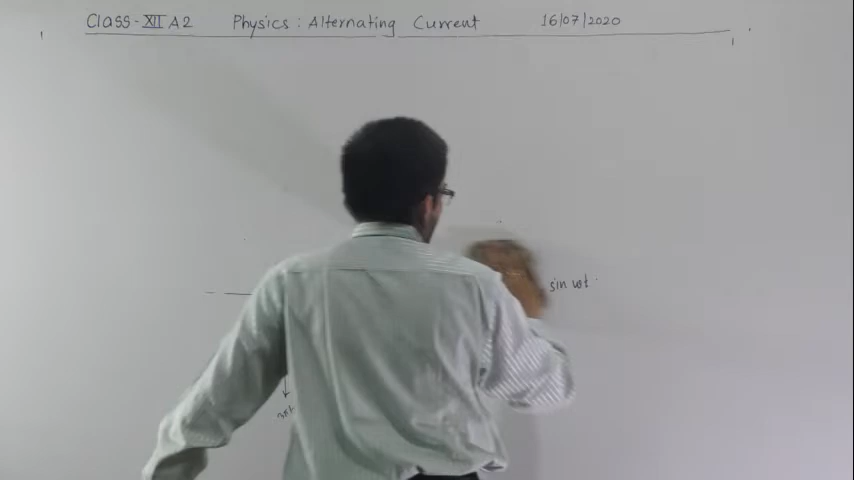 Class-XII A2 Physics : Alternating Current 16/07/2020
sin ωt